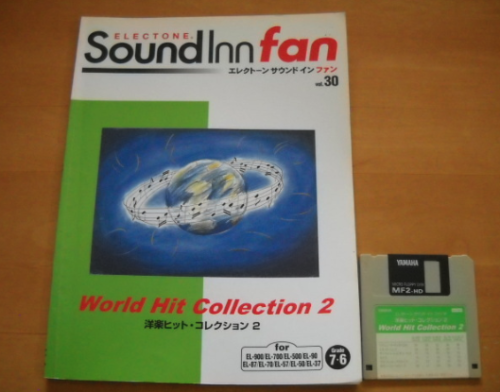 ELECTONE
Sound Inn fan
エレクトーン サウンド イン ファン
vol. 30
World Hit Collection 2
洋楽ヒット・コレクション 2
for
EL-900/EL-700/EL-500/EL-90
EL-87/EL-70/EL-57/EL-50/EL-37
Grade
7·6
YAMAHA
MF2-HD
World Hit Collection 2